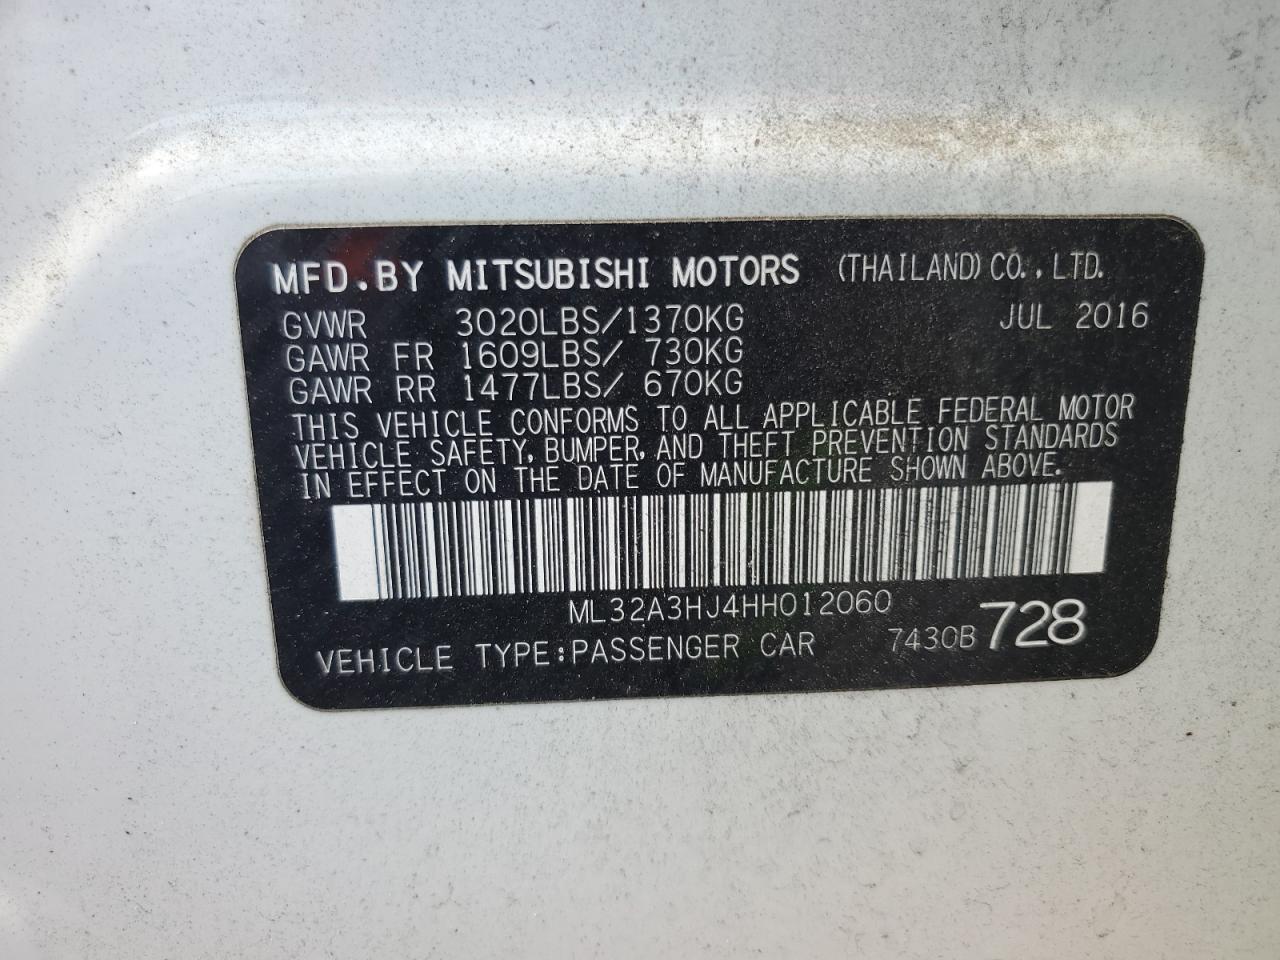 MFD.BY MITSUBISHI MOTORS (THAILAND) CO., LTD.
GVWR 3020LBS/1370KG JUL 2016
GAWR FR 1609LBS/ 730KG
GAWR RR 1477LBS/ 670KG
THIS VEHICLE CONFORMS TO ALL APPLICABLE FEDERAL MOTOR
VEHICLE SAFETY, BUMPER, AND THEFT PREVENTION STANDARDS
IN EFFECT ON THE DATE OF MANUFACTURE SHOWN ABOVE.
ML32A3HJ4HH012060
VEHICLE TYPE:PASSENGER CAR 7430B 728